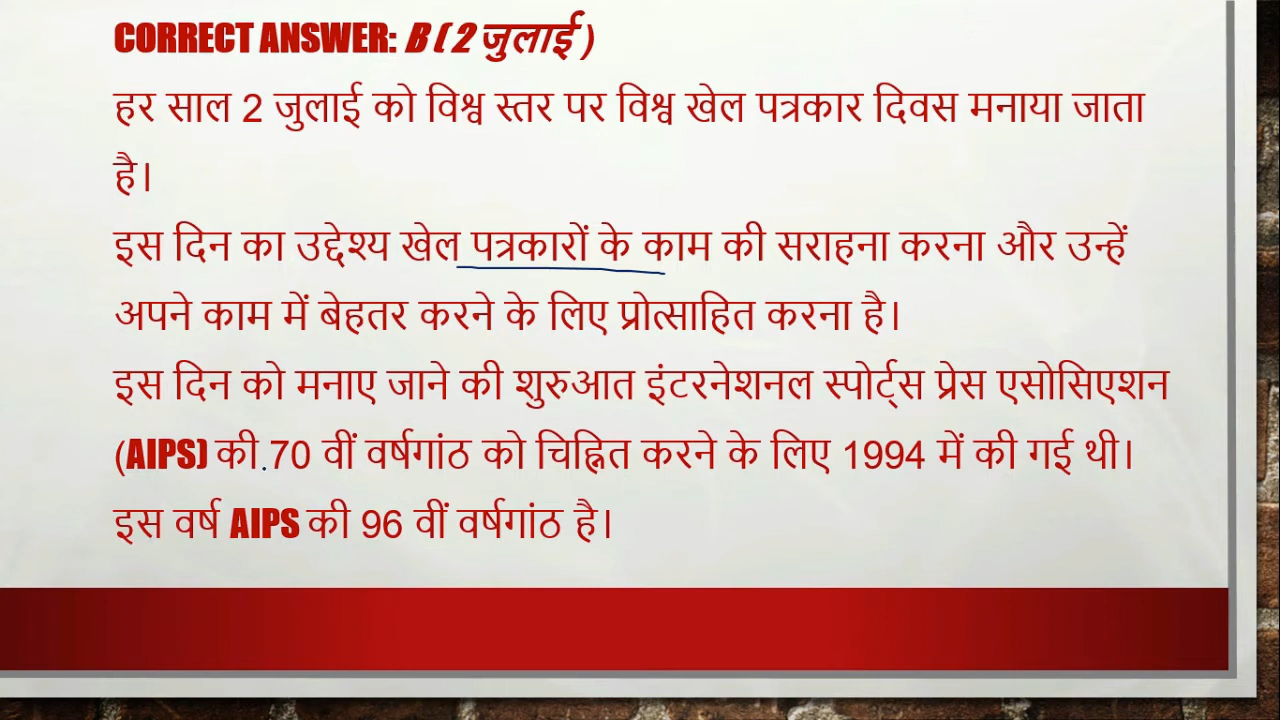 CORRECT ANSWER: B ( 2 जुलाई )
हर साल 2 जुलाई को विश्व स्तर पर विश्व खेल पत्रकार दिवस मनाया जाता
है।
इस दिन का उद्देश्य खेल पत्रकारों के काम की सराहना करना और उन्हें
अपने काम में बेहतर करने के लिए प्रोत्साहित करना है।
इस दिन को मनाए जाने की शुरुआत इंटरनेशनल स्पोर्ट्स प्रेस एसोसिएशन
(AIPS) की 70 वीं वर्षगांठ को चिह्नित करने के लिए 1994 में की गई थी।
इस वर्ष AIPS की 96 वीं वर्षगांठ है।